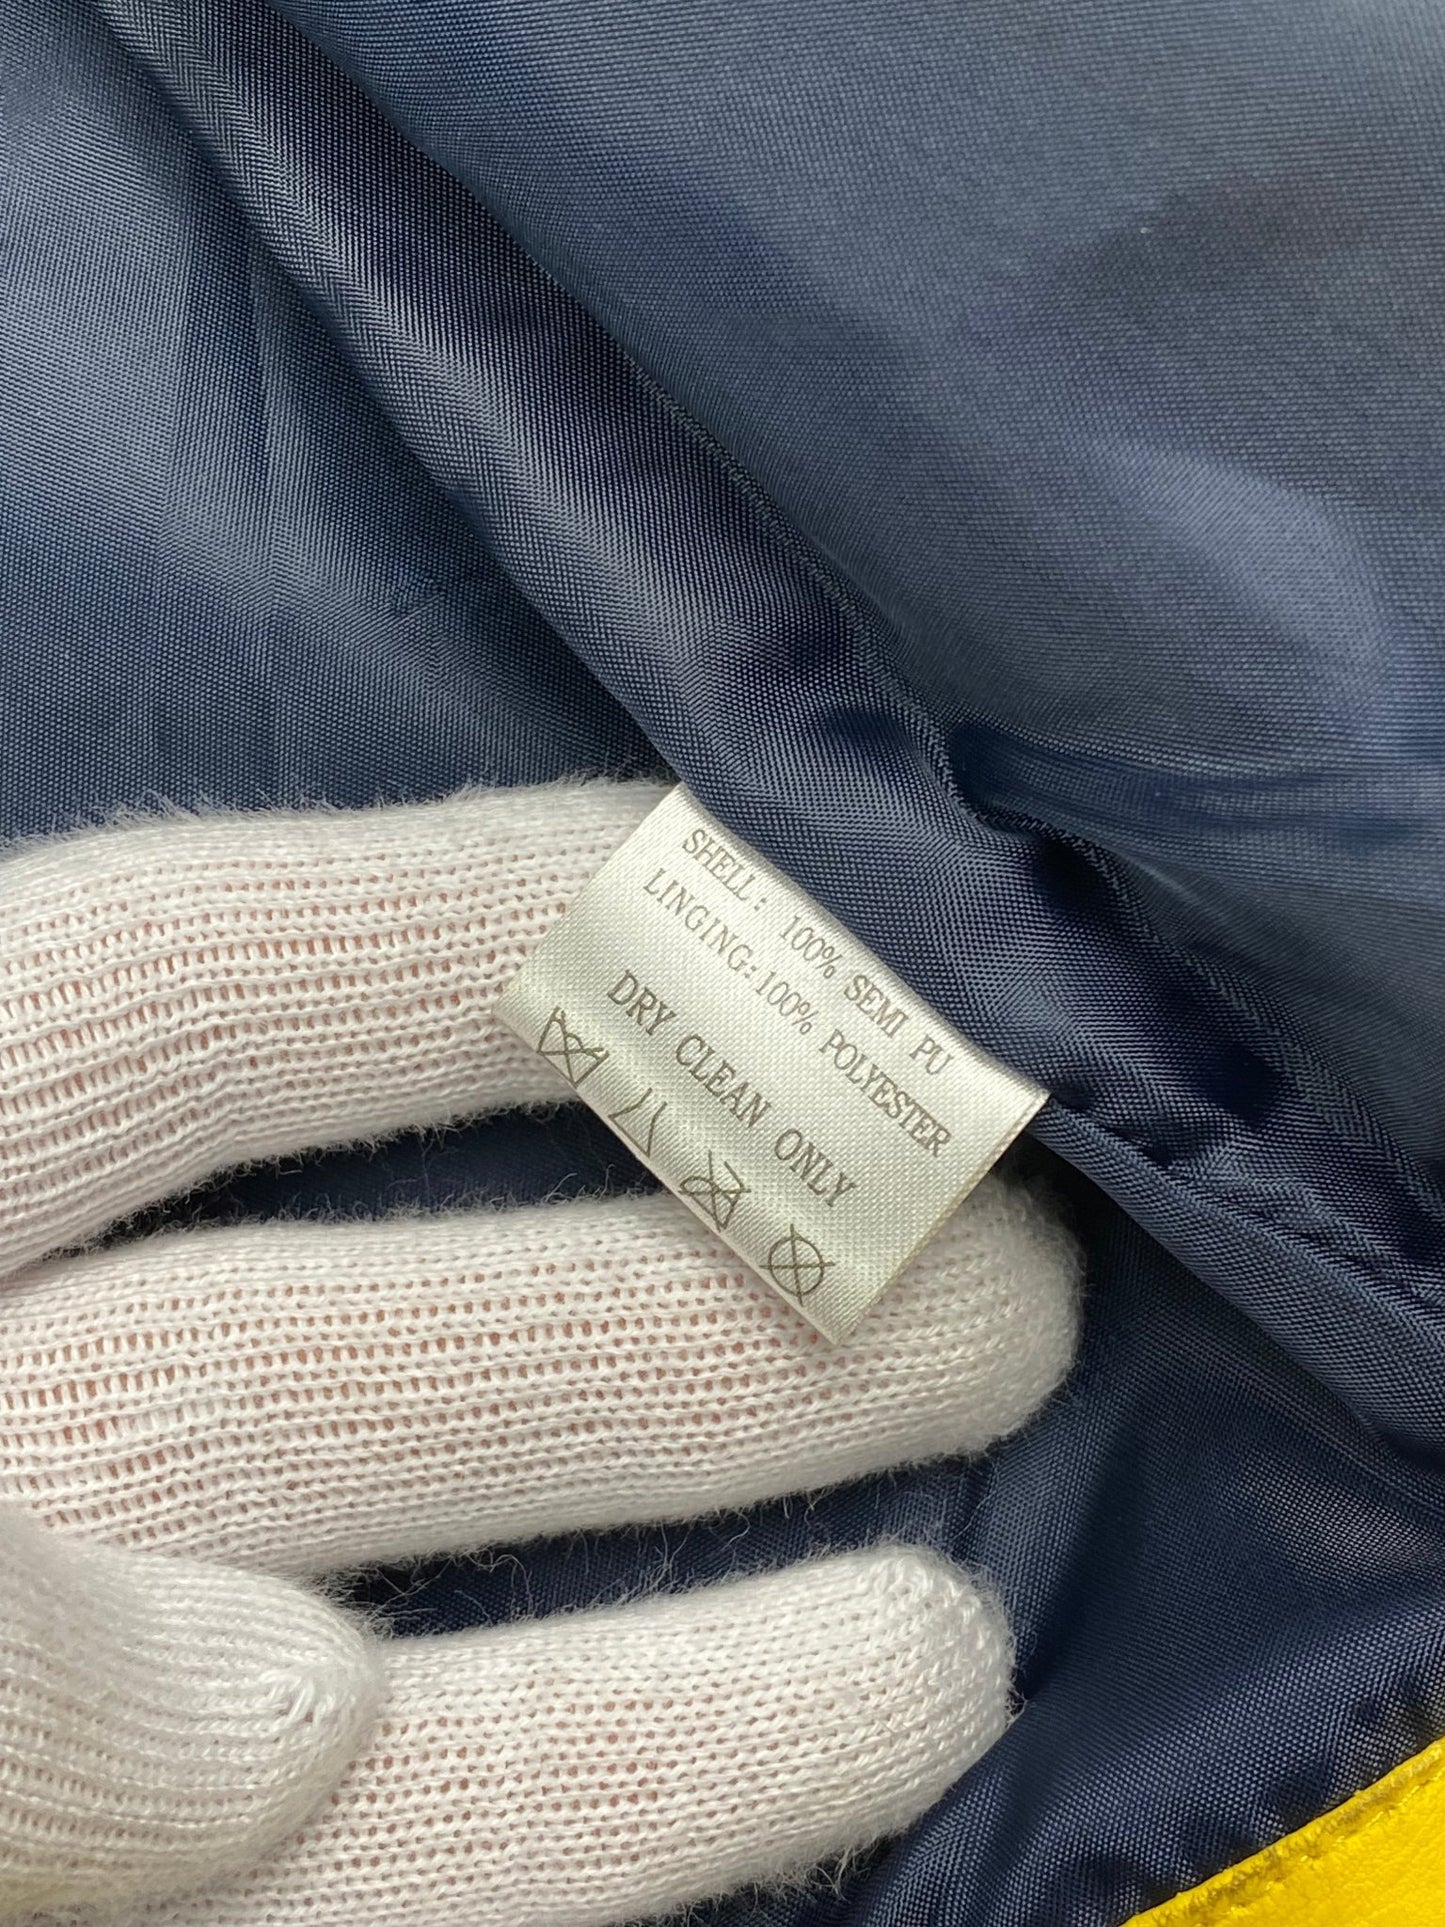 SHELL: 100% SEMI PU
LINGING:100% POLYESTER
DRY CLEAN ONLY